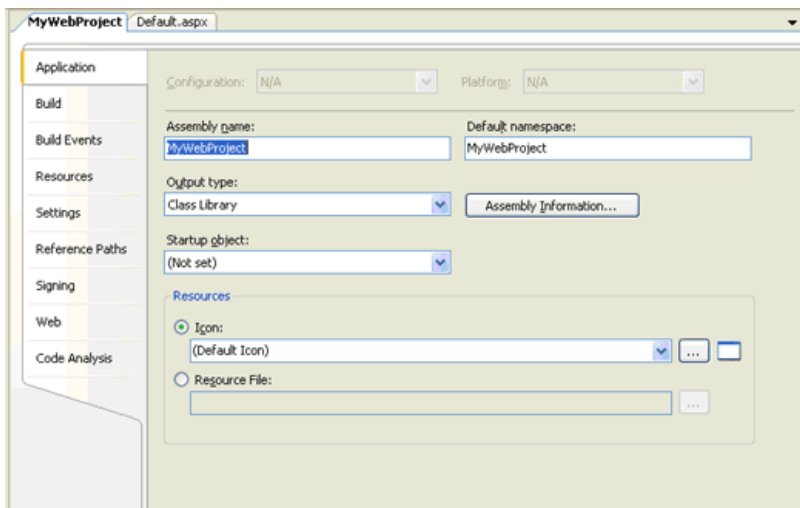 MyWebProject Default.aspx
Application
Build
Build Events
Resources
Settings
Reference Paths
Signing
Web
Code Analysis
Configuration: N/A Platform: N/A
Assembly name: Default namespace:
MyWebProject MyWebProject
Output type:
Class Library Assembly Information...
Startup object:
(Not set)
Resources
Icon:
(Default Icon) ...
Resource File:
...